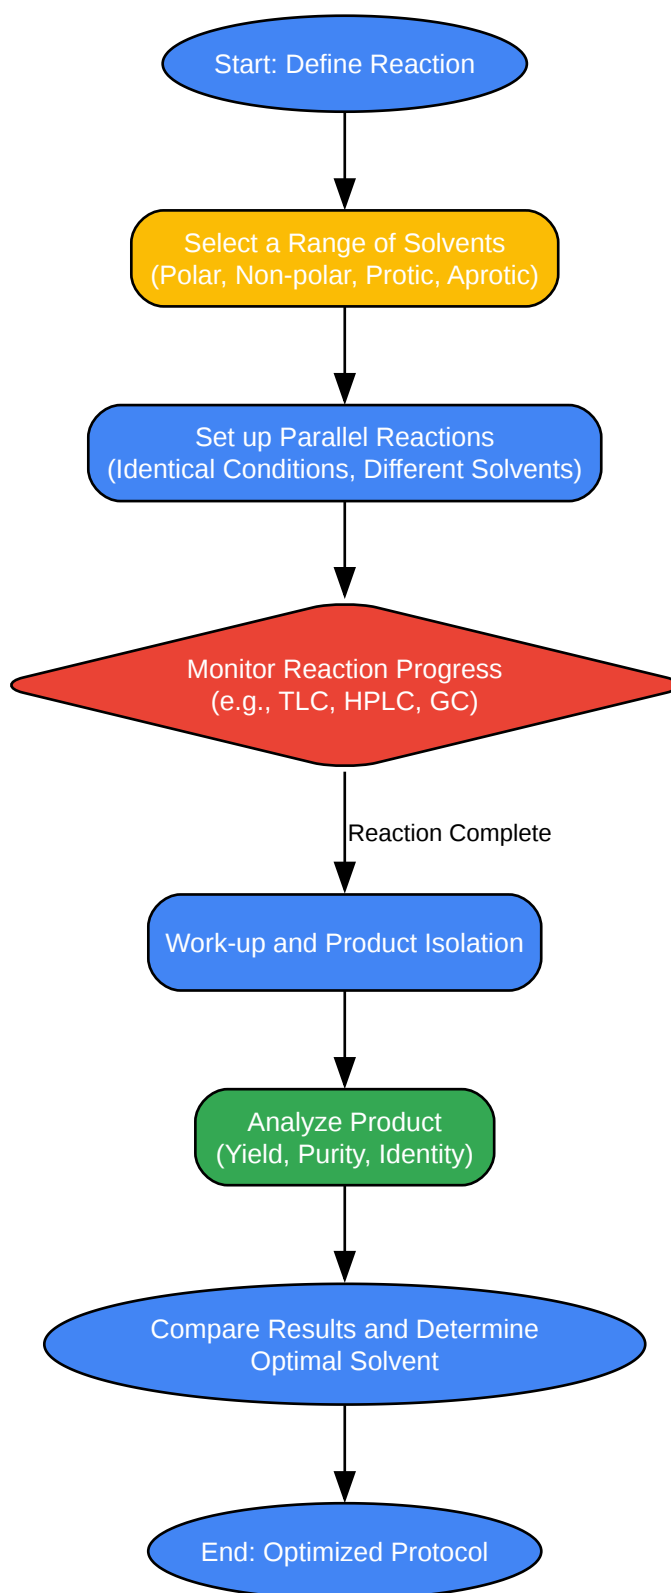 Start: Define Reaction
Select a Range of Solvents
(Polar, Non-polar, Protic, Aprotic)
Set up Parallel Reactions
(Identical Conditions, Different Solvents)
Monitor Reaction Progress
(e.g., TLC, HPLC, GC)
Reaction Complete
Work-up and Product Isolation
Analyze Product
(Yield, Purity, Identity)
Compare Results and Determine
Optimal Solvent
End: Optimized Protocol